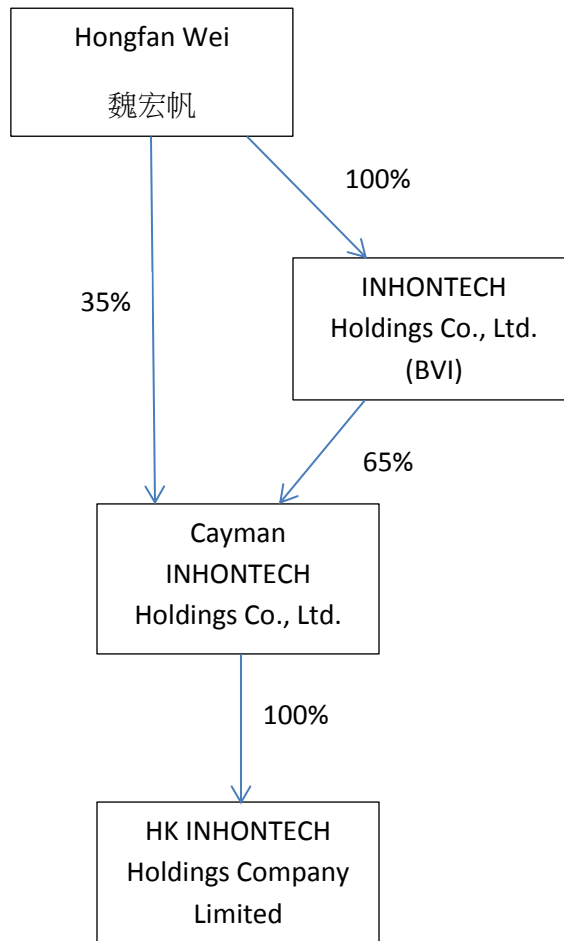 Hongfan Wei
魏宏帆
100%
INHONTECH
Holdings Co., Ltd.
(BVI)
35%
65%
Cayman
INHONTECH
Holdings Co., Ltd.
100%
HK INHONTECH
Holdings Company
Limited